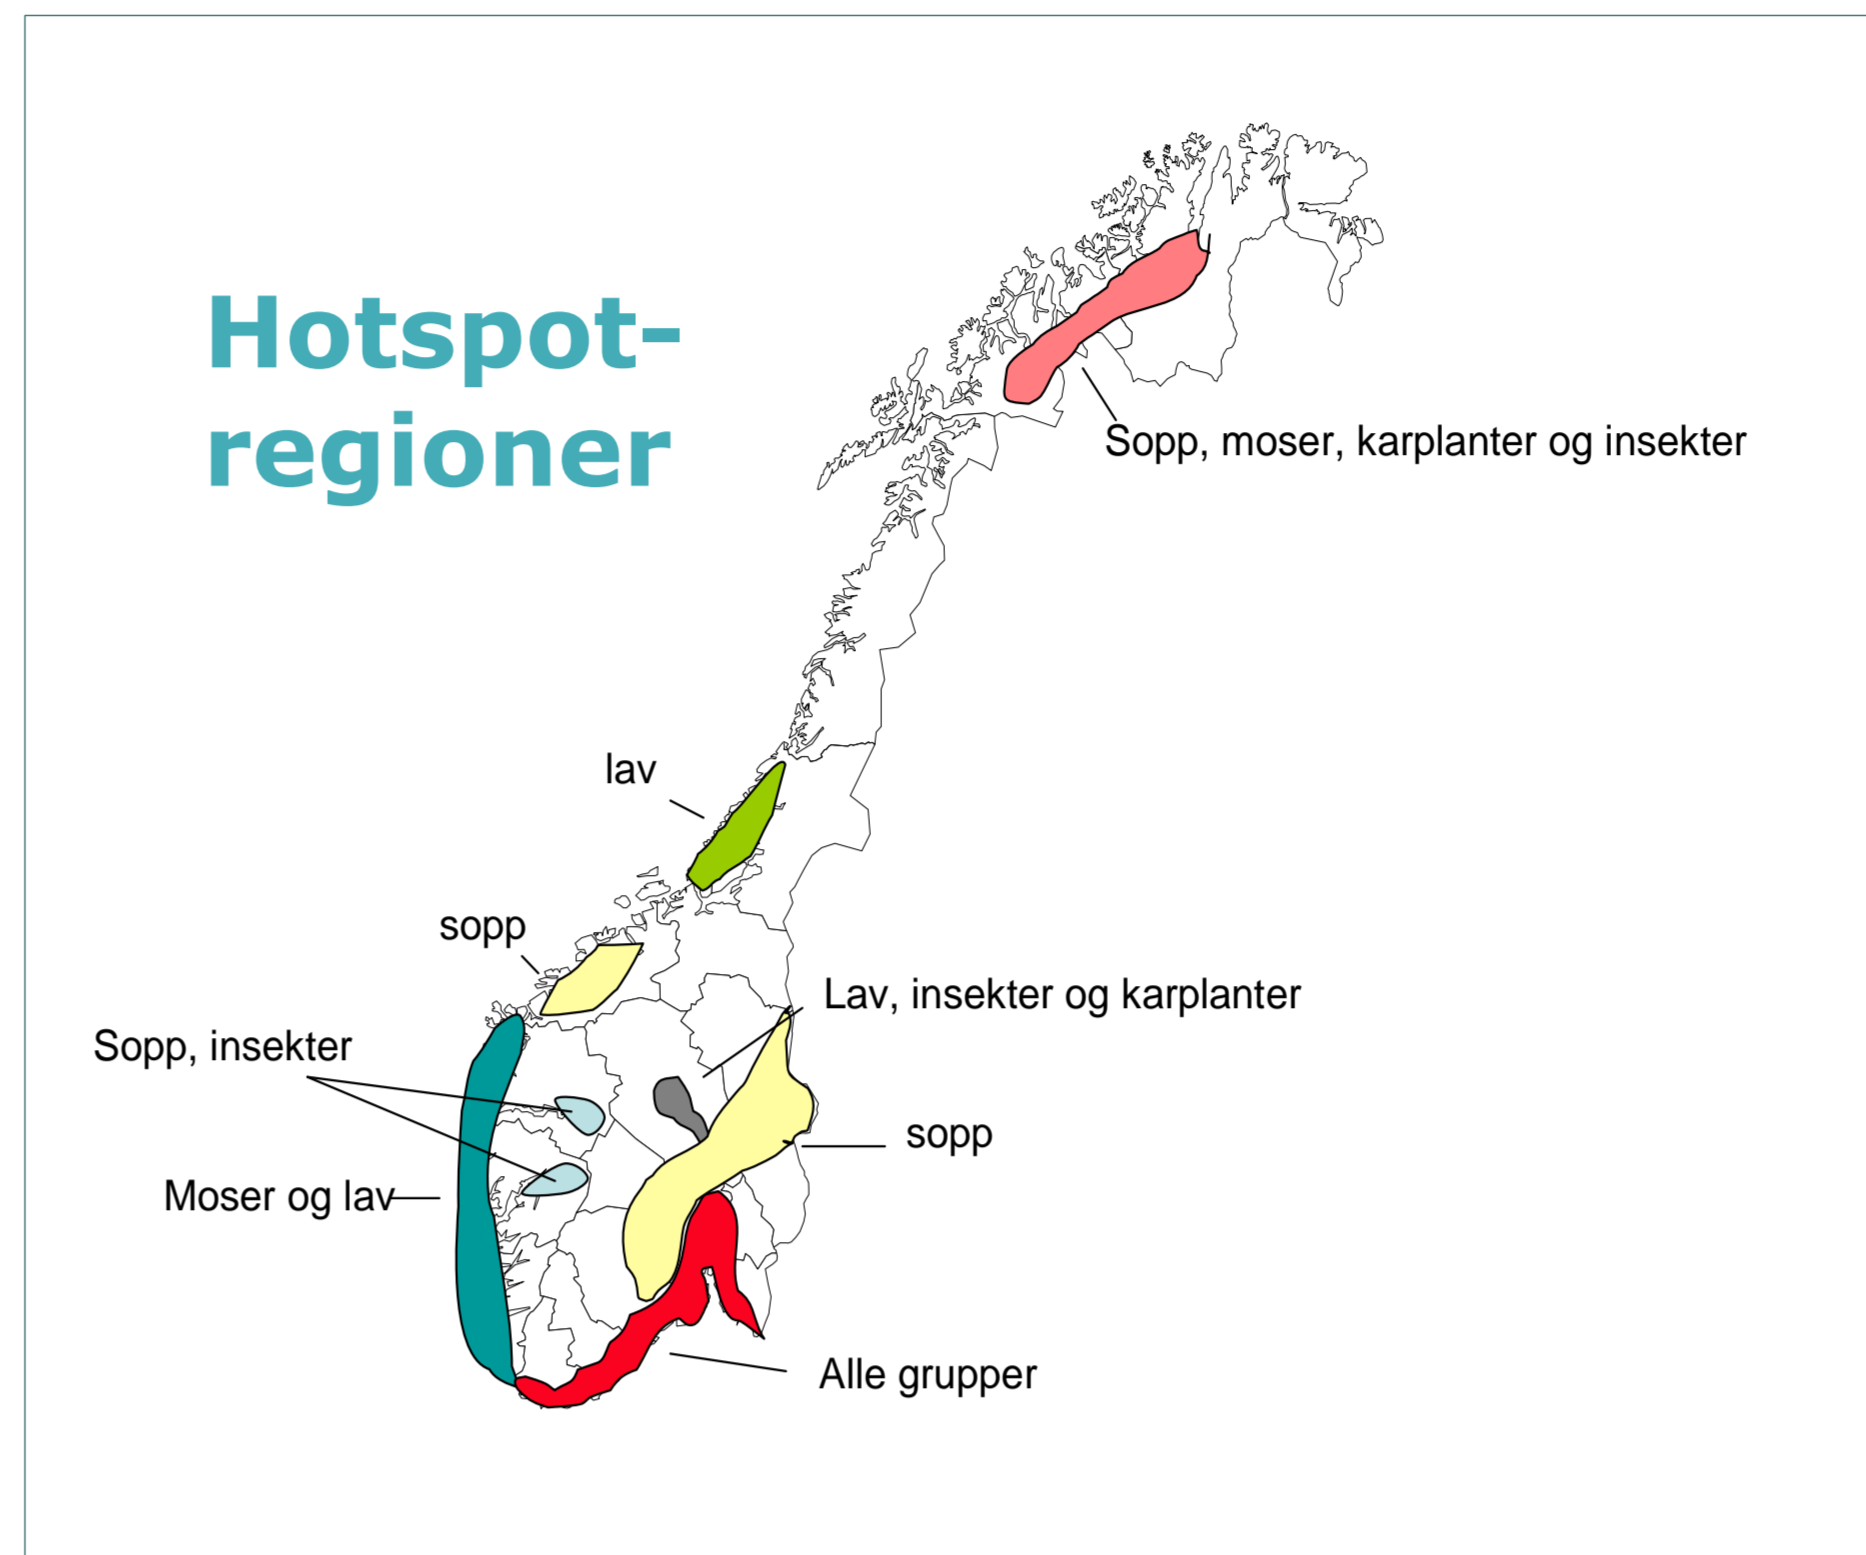 Hotspot-
regioner
Sopp, moser, karplanter og insekter
lav
sopp
Lav, insekter og karplanter
Sopp, insekter
sopp
Moser og lav
Alle grupper